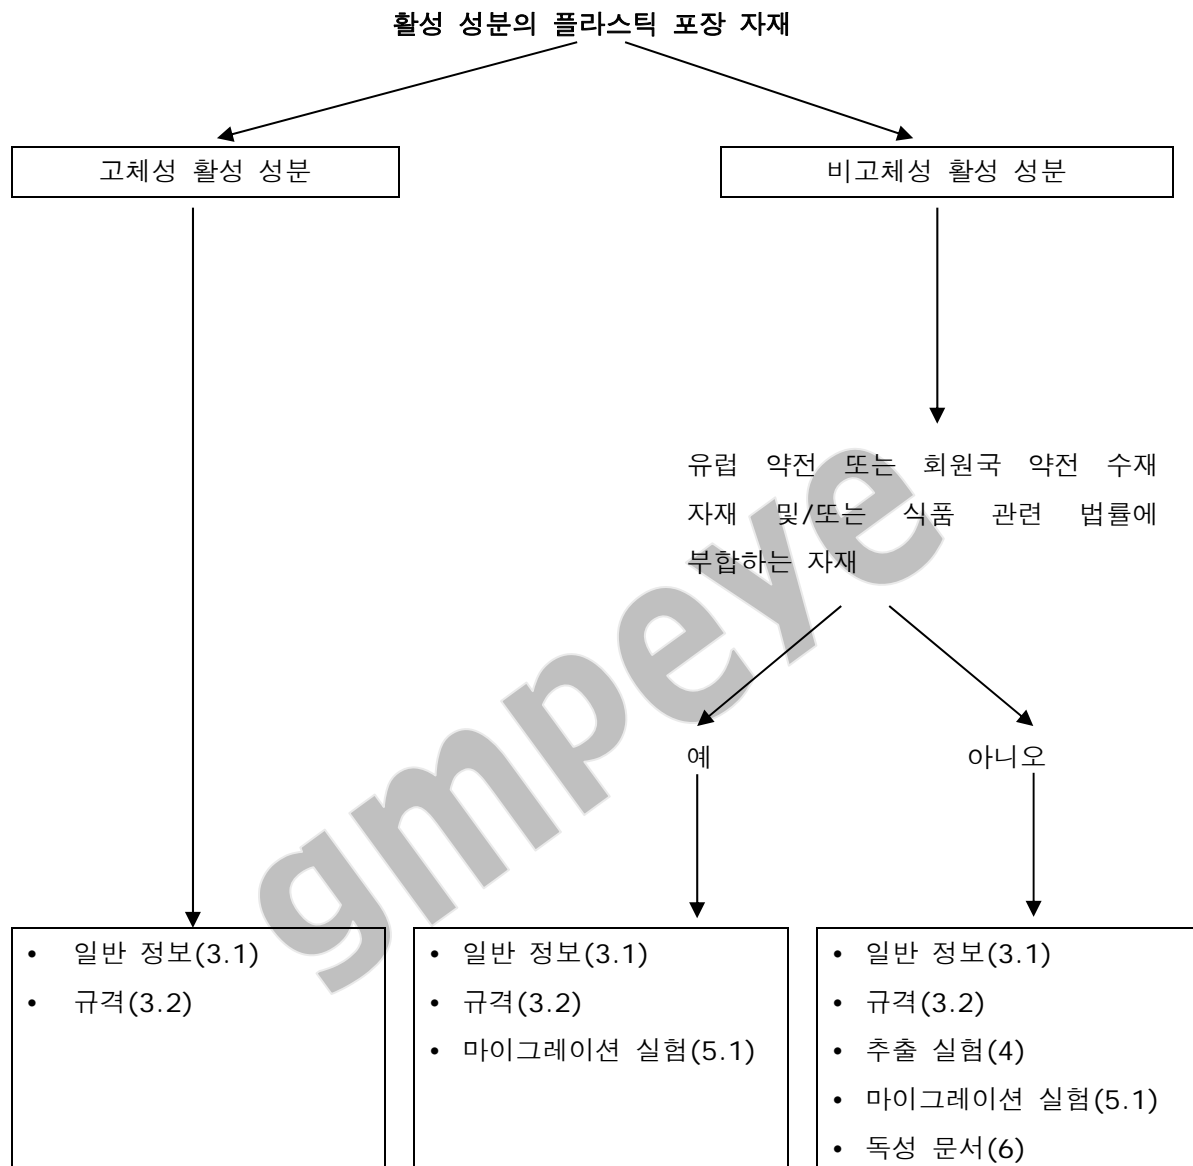 활성 성분의 플라스틱 포장 자재
고체성 활성 성분
비고체성 활성 성분
유럽 약전 또는 회원국 약전 수재
자재 및/또는 식품 관련 법률에
부합하는 자재
예
아니오
• 일반 정보(3.1)
• 규격(3.2)
• 일반 정보(3.1)
• 규격(3.2)
• 마이그레이션 실험(5.1)
• 일반 정보(3.1)
• 규격(3.2)
• 추출 실험(4)
• 마이그레이션 실험(5.1)
• 독성 문서(6)
gmpeye